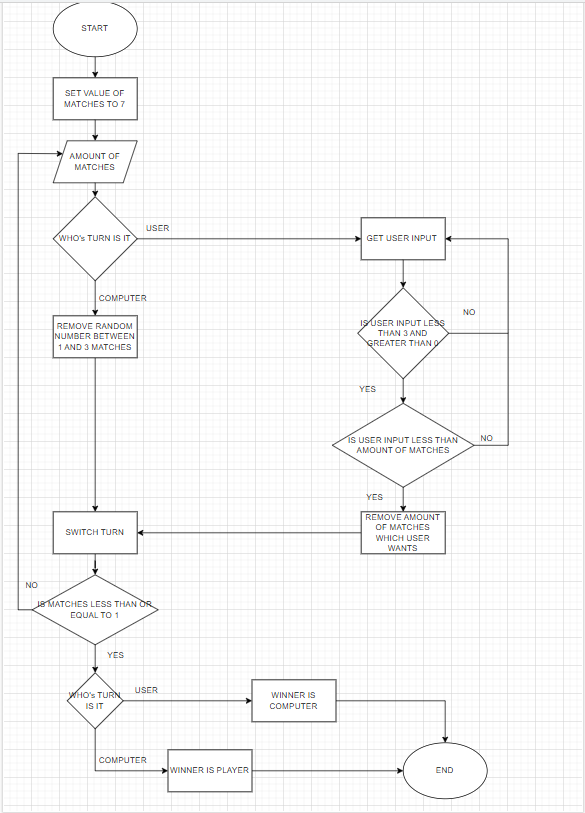 START
SET VALUE OF
MATCHES TO 7
AMOUNT OF
MATCHES
WHO's TURN IS IT
USER
GET USER INPUT
COMPUTER
REMOVE RANDOM
NUMBER BETWEEN
1 AND 3 MATCHES
NO
IS USER INPUT LESS
THAN 3 AND
GREATER THAN 0
YES
IS USER INPUT LESS THAN
AMOUNT OF MATCHES
NO
YES
REMOVE AMOUNT
OF MATCHES
WHICH USER
WANTS
SWITCH TURN
NO
IS MATCHES LESS THAN OR
EQUAL TO 1
YES
WHO's TURN
IS IT
USER
WINNER IS
COMPUTER
COMPUTER
WINNER IS PLAYER
END